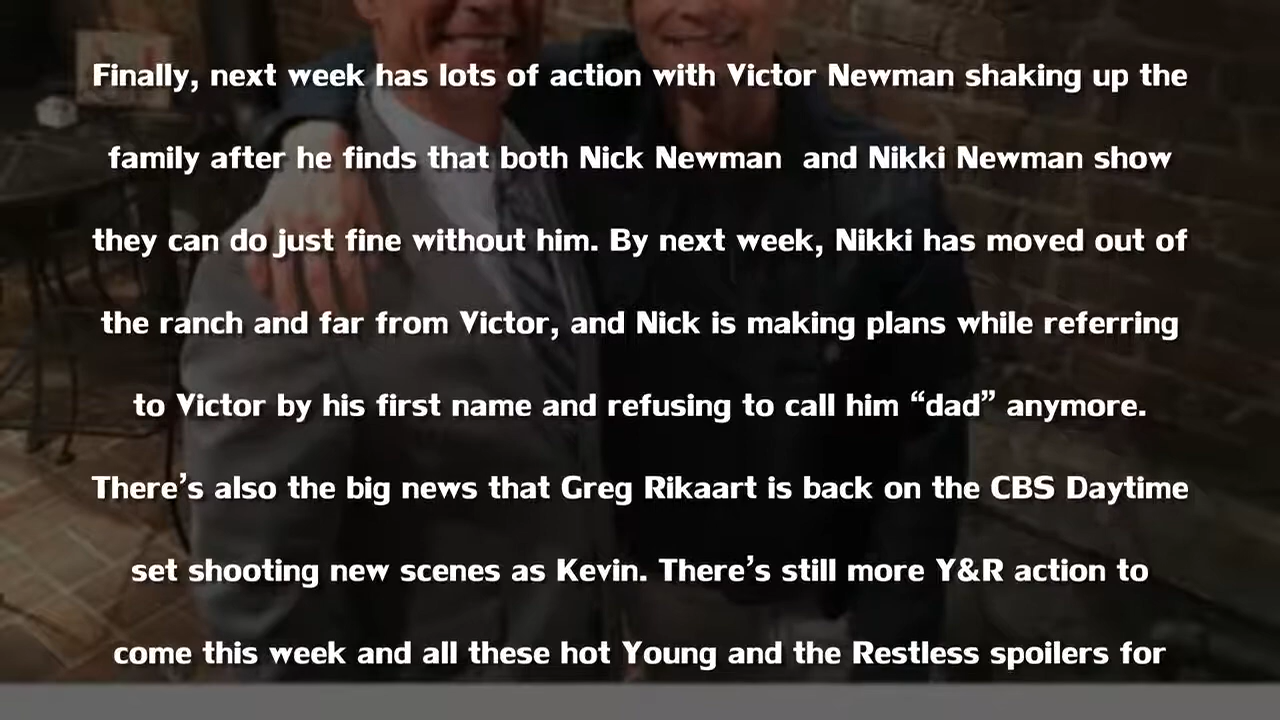 Finally, next week has lots of action with Victor Newman shaking up the
family after he finds that both Nick Newman  and Nikki Newman show
they can do just fine without him. By next week, Nikki has moved out of
the ranch and far from Victor, and Nick is making plans while referring
to Victor by his first name and refusing to call him “dad” anymore.
There’s also the big news that Greg Rikaart is back on the CBS Daytime
set shooting new scenes as Kevin. There’s still more Y&R action to
come this week and all these hot Young and the Restless spoilers for